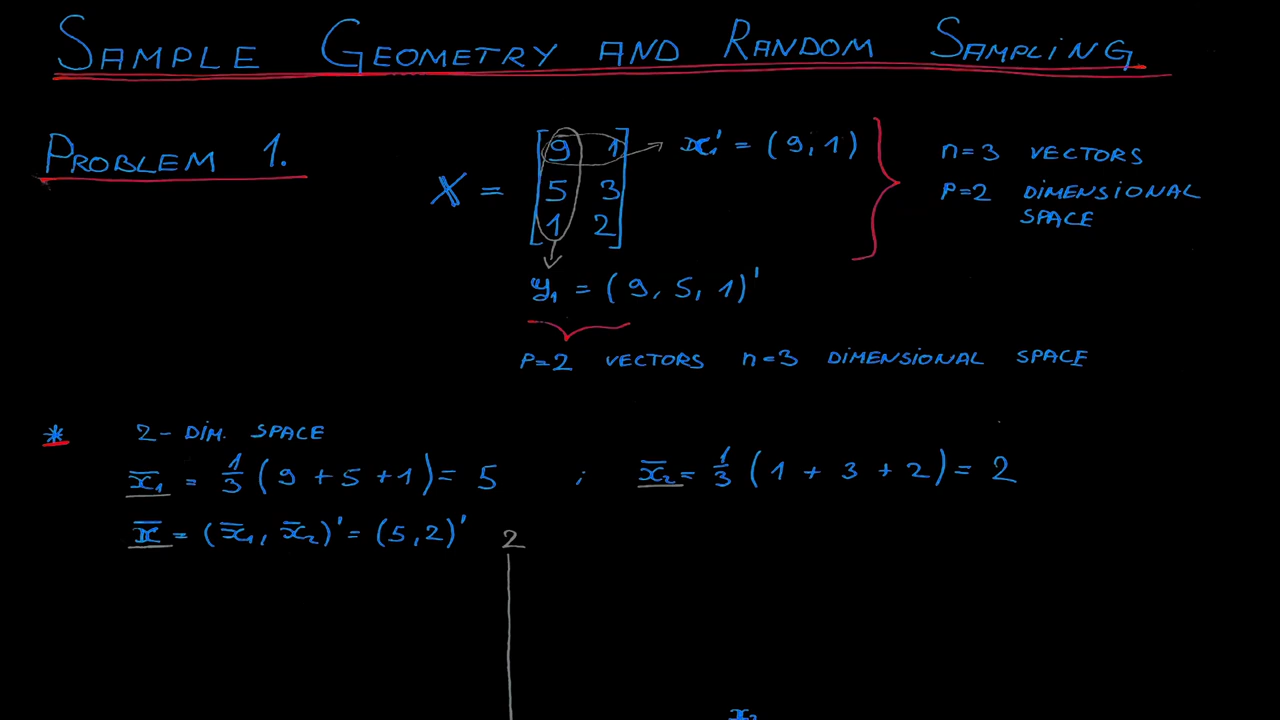 SAMPLE GEOMETRY AND RANDOM SAMPLING
PROBLEM 1.
X = [9 1
5 3
1 2]
x₁' = (9, 1)
n=3 VECTORS
P=2 DIMENSIONAL
SPACE
y₁ = (9, 5, 1)'
P=2 VECTORS n=3 DIMENSIONAL SPACE
* 2-DIM. SPACE
x̄₁ = 1/3 (9 + 5 + 1) = 5 ; x̄₂ = 1/3 (1 + 3 + 2) = 2
x̄ = (x̄₁, x̄₂)' = (5, 2)'
2